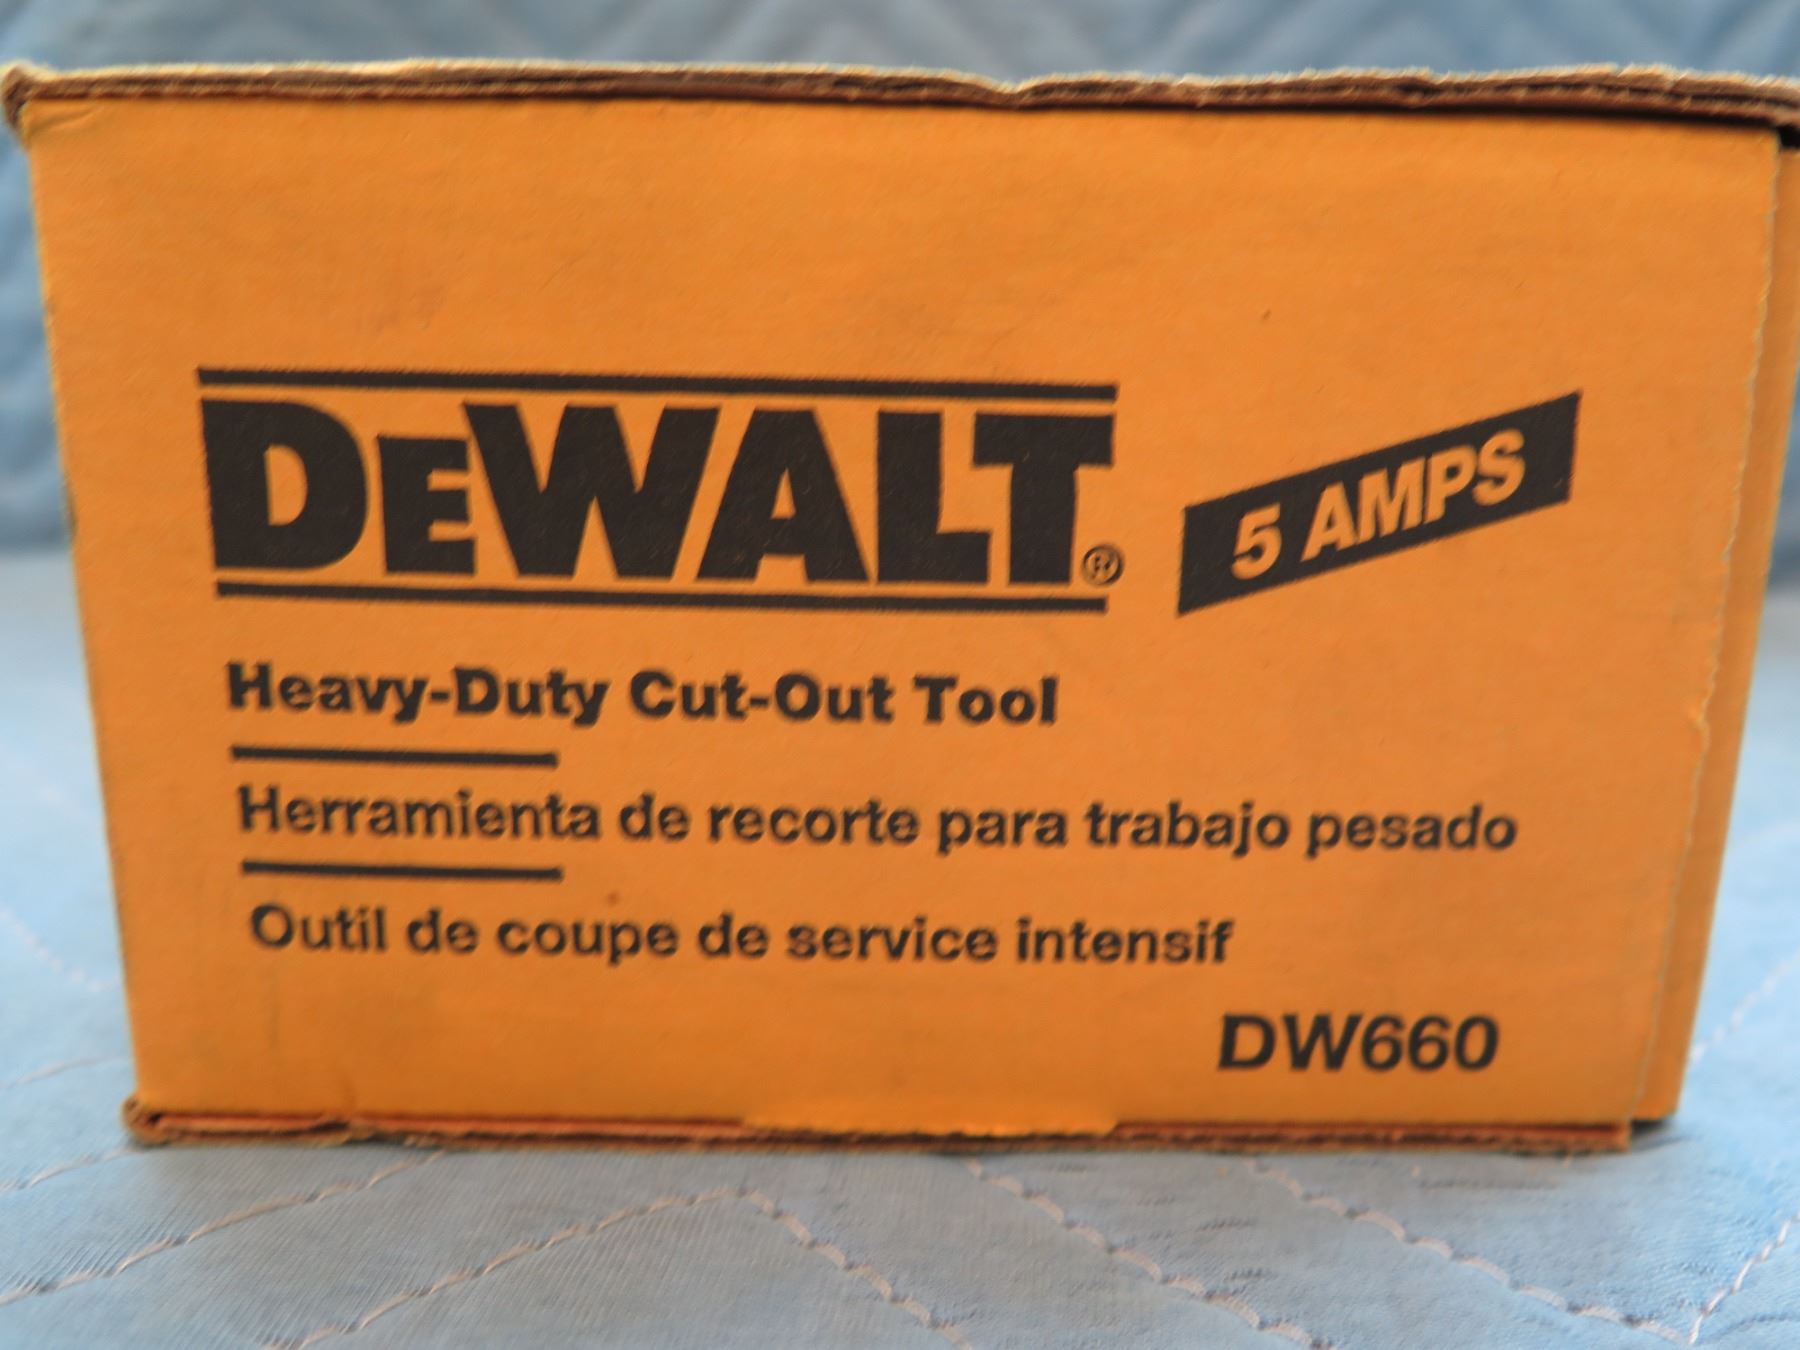 DEWALT®
5 AMPS
Heavy-Duty Cut-Out Tool
Herramienta de recorte para trabajo pesado
Outil de coupe de service intensif
DW660